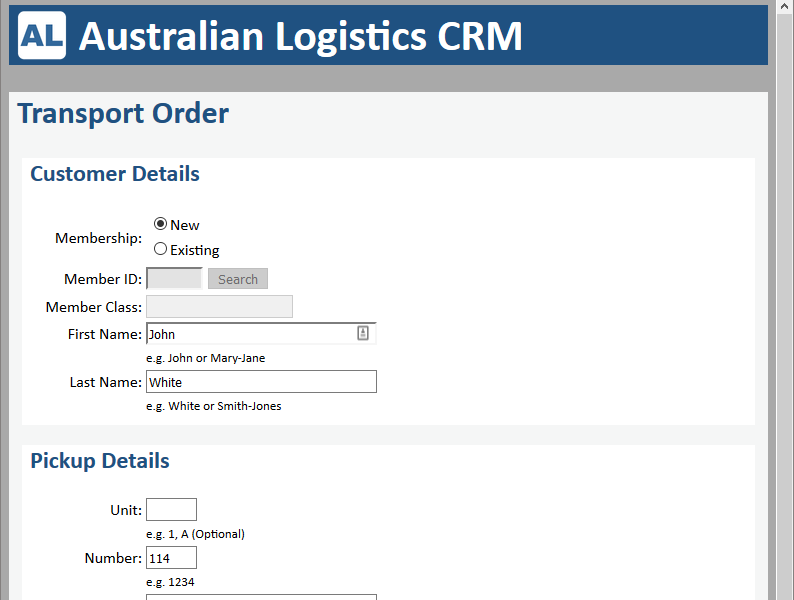 AL Australian Logistics CRM
Transport Order
Customer Details
Membership:
New
Existing
Member ID:
Search
Member Class:
First Name: John
e.g. John or Mary-Jane
Last Name: White
e.g. White or Smith-Jones
Pickup Details
Unit:
e.g. 1, A (Optional)
Number: 114
e.g. 1234